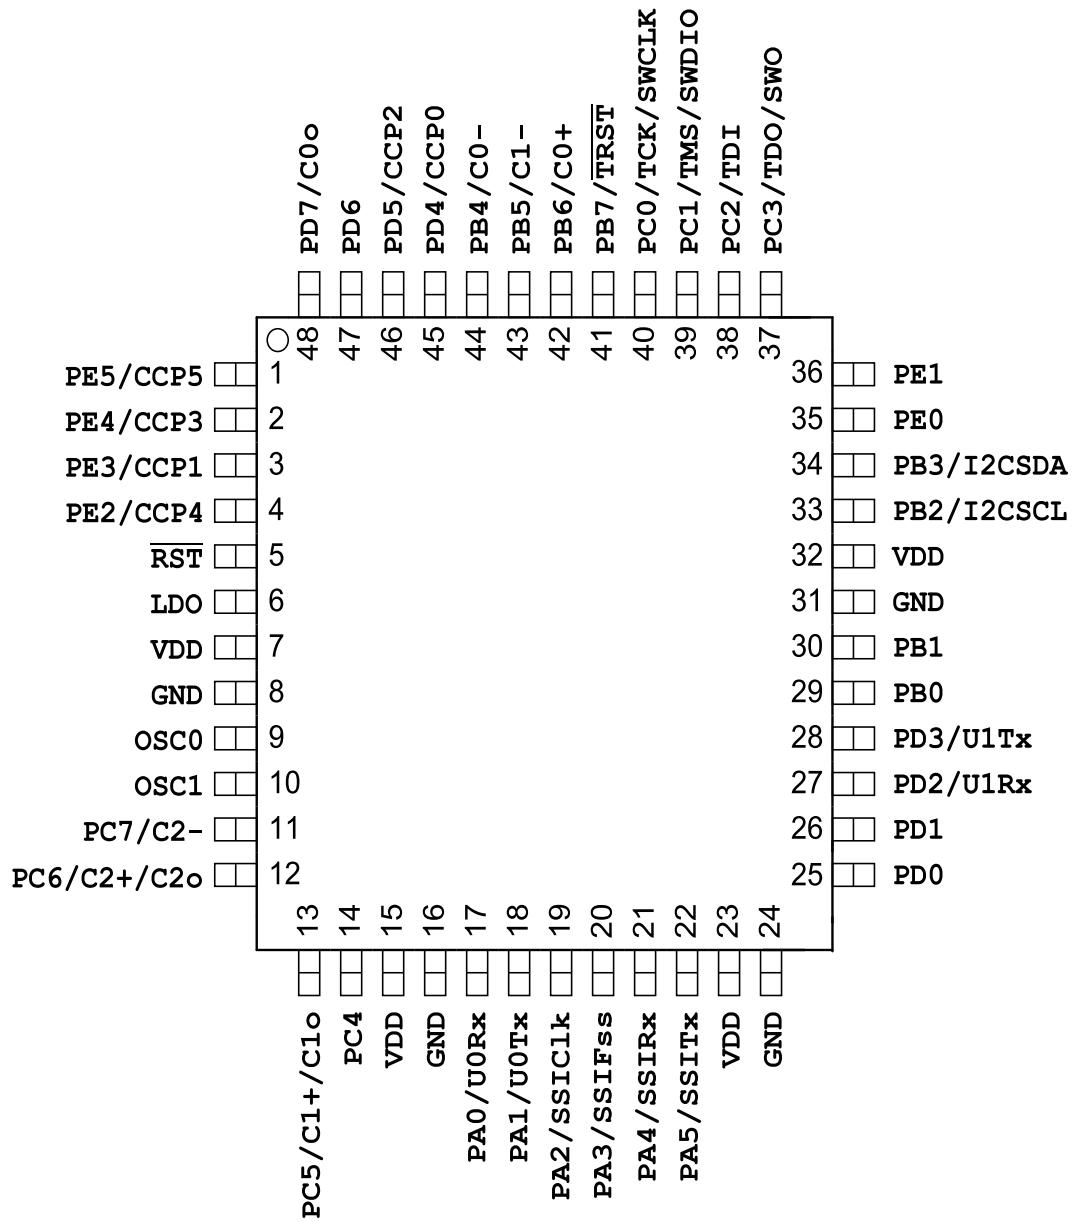 PD7/C0o
PD6
PD5/CCP2
PD4/CCP0
PB4/C0-
PB5/C1-
PB6/C0+
PB7/TRST
PC0/TCK/SWCLK
PC1/TMS/SWDIO
PC2/TDI
PC3/TDO/SWO
48
47
46
45
44
43
42
41
40
39
38
37
PE5/CCP5 1
PE4/CCP3 2
PE3/CCP1 3
PE2/CCP4 4
RST 5
LDO 6
VDD 7
GND 8
OSC0 9
OSC1 10
PC7/C2- 11
PC6/C2+/C2o 12
36 PE1
35 PE0
34 PB3/I2CSDA
33 PB2/I2CSCL
32 VDD
31 GND
30 PB1
29 PB0
28 PD3/U1Tx
27 PD2/U1Rx
26 PD1
25 PD0
13
14
15
16
17
18
19
20
21
22
23
24
PC5/C1+/C1o
PC4
VDD
GND
PA0/U0Rx
PA1/U0Tx
PA2/SSIClk
PA3/SSIFss
PA4/SSIRx
PA5/SSITx
VDD
GND